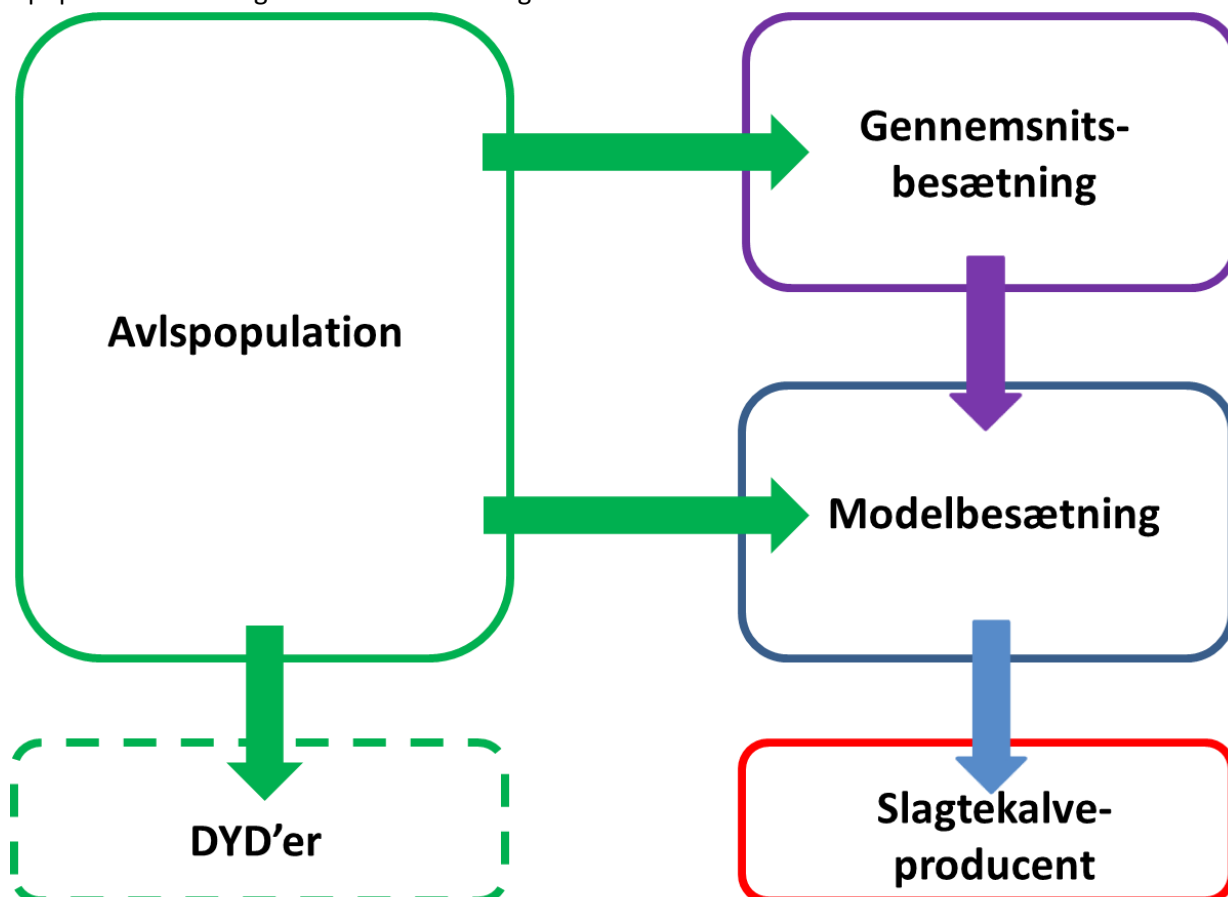 Gennemsnits-
besætning
Avlspopulation
Modelbesætning
DYD’er
Slagtekalve-
producent